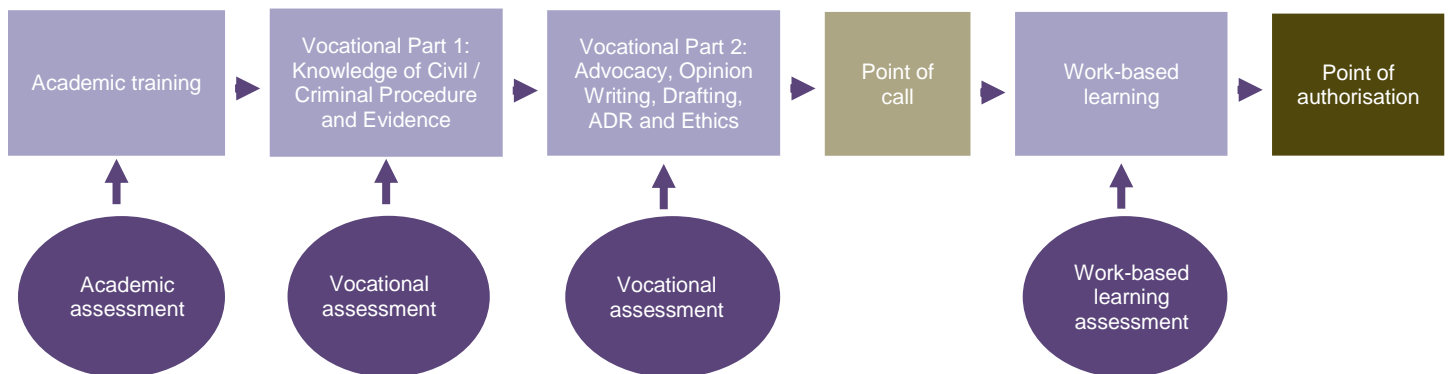 Academic training
Vocational Part 1:
Knowledge of Civil /
Criminal Procedure
and Evidence
Vocational Part 2:
Advocacy, Opinion
Writing, Drafting,
ADR and Ethics
Point of
call
Work-based
learning
Point of
authorisation
Academic
assessment
Vocational
assessment
Vocational
assessment
Work-based
learning
assessment